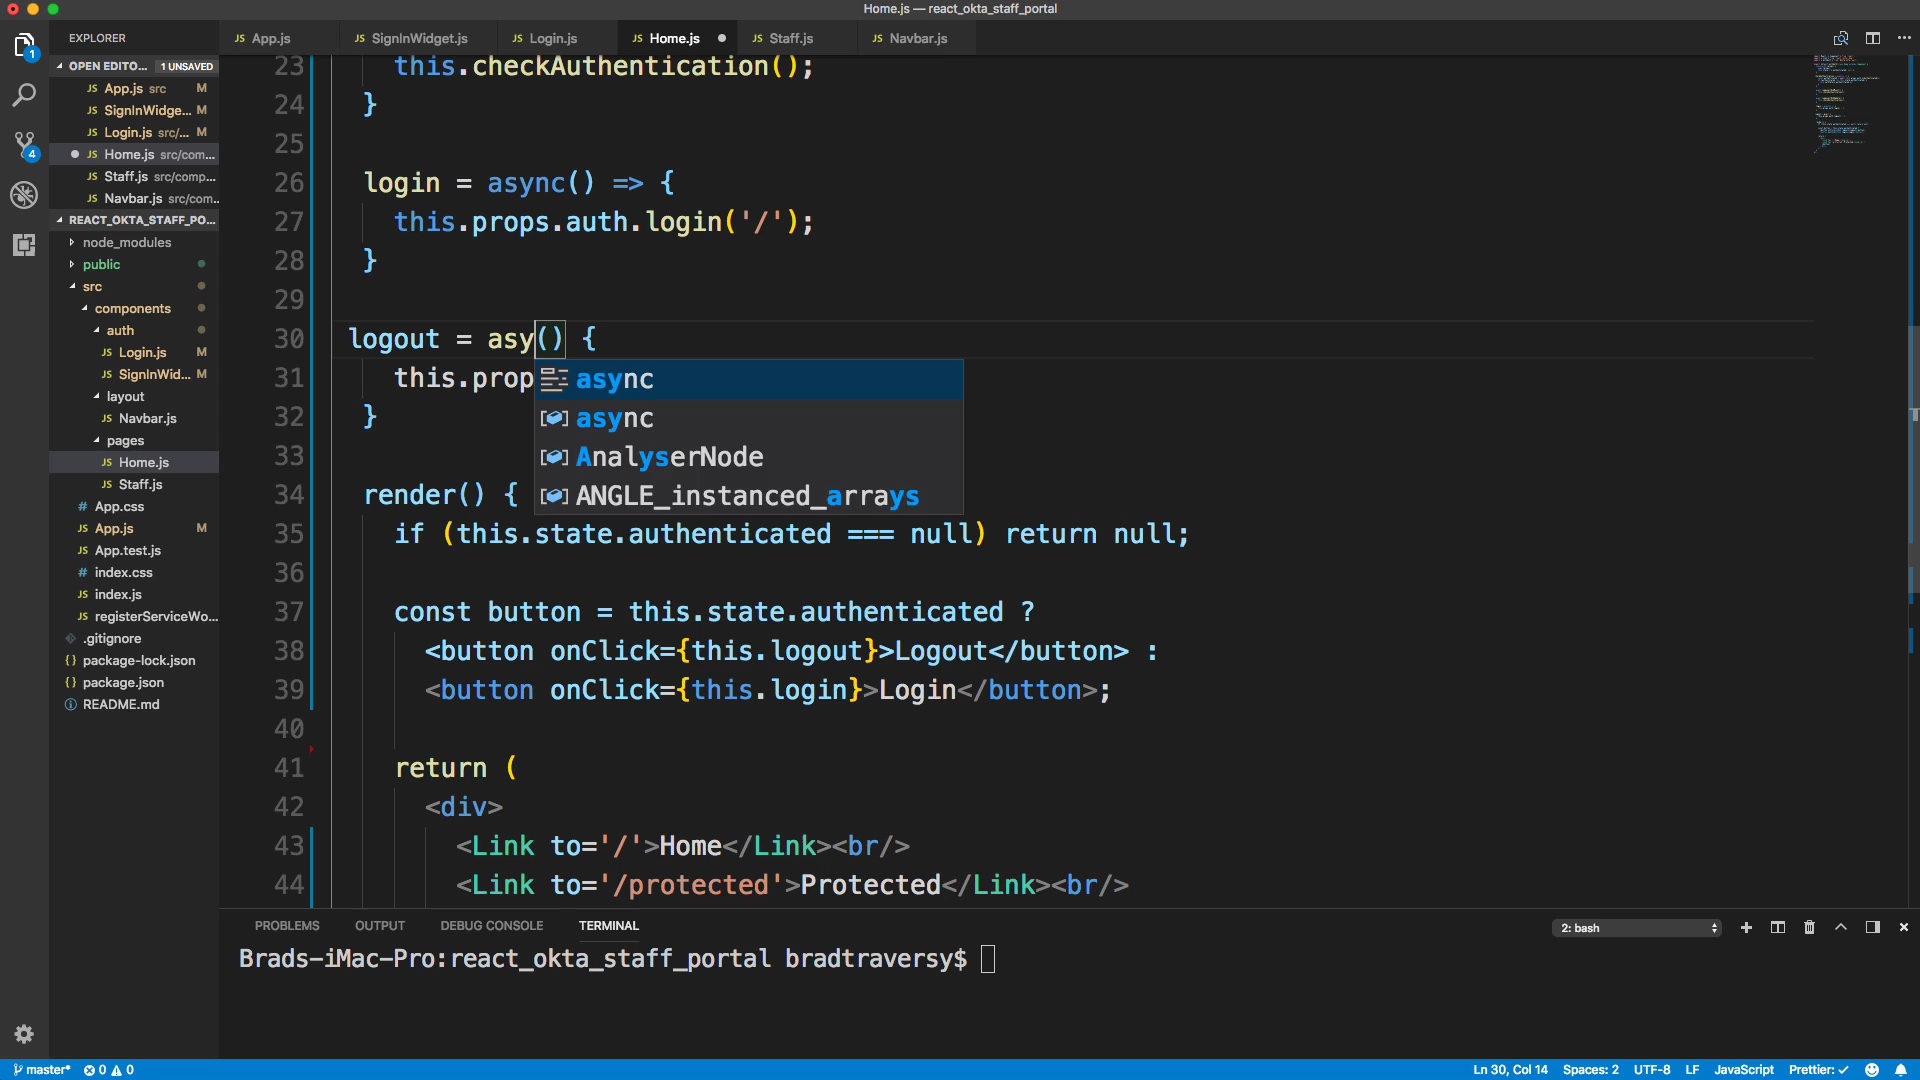 Home.js — react_okta_staff_portal
EXPLORER
JS App.js
JS SignInWidget.js
JS Login.js
JS Home.js
JS Staff.js
JS Navbar.js
1
4
OPEN EDITO... 1 UNSAVED
JS App.js src M
JS SignInWidge... M
JS Login.js src/... M
JS Home.js src/com...
JS Staff.js src/comp...
JS Navbar.js src/com...
REACT_OKTA_STAFF_PO...
node_modules
public
src
components
auth
JS Login.js M
JS SignInWid... M
layout
JS Navbar.js
pages
JS Home.js
JS Staff.js
# App.css
JS App.js M
JS App.test.js
# index.css
JS index.js
JS registerServiceWo...
.gitignore
{} package-lock.json
{} package.json
README.md
23 this.checkAuthentication();
24 }
25
26 login = async() => {
27 this.props.auth.login('/');
28 }
29
30 logout = asy() {
31 this.prop
32 }
33
34 render() {
35 if (this.state.authenticated === null) return null;
36
37 const button = this.state.authenticated ?
38 <button onClick={this.logout}>Logout</button> :
39 <button onClick={this.login}>Login</button>;
40
41 return (
42 <div>
43 <Link to='/'>Home</Link><br/>
44 <Link to='/protected'>Protected</Link><br/>
async
async
AnalyserNode
ANGLE_instanced_arrays
PROBLEMS OUTPUT DEBUG CONSOLE TERMINAL
2: bash
Brads-iMac-Pro:react_okta_staff_portal bradtraversy$
master* 0 0
Ln 30, Col 14 Spaces: 2 UTF-8 LF JavaScript Prettier: ✓